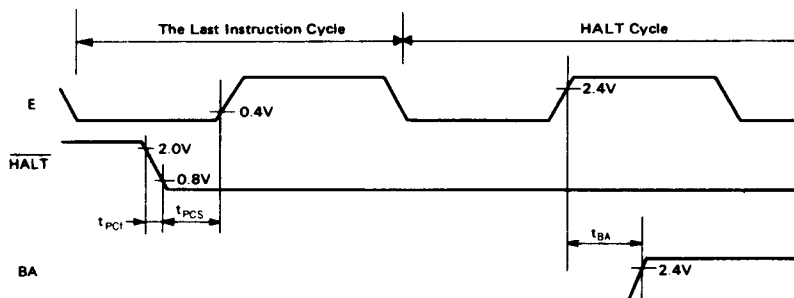 The Last Instruction Cycle
HALT Cycle
E
0.4V
2.4V
HALT
2.0V
0.8V
tPCf
tPCS
tBA
BA
2.4V